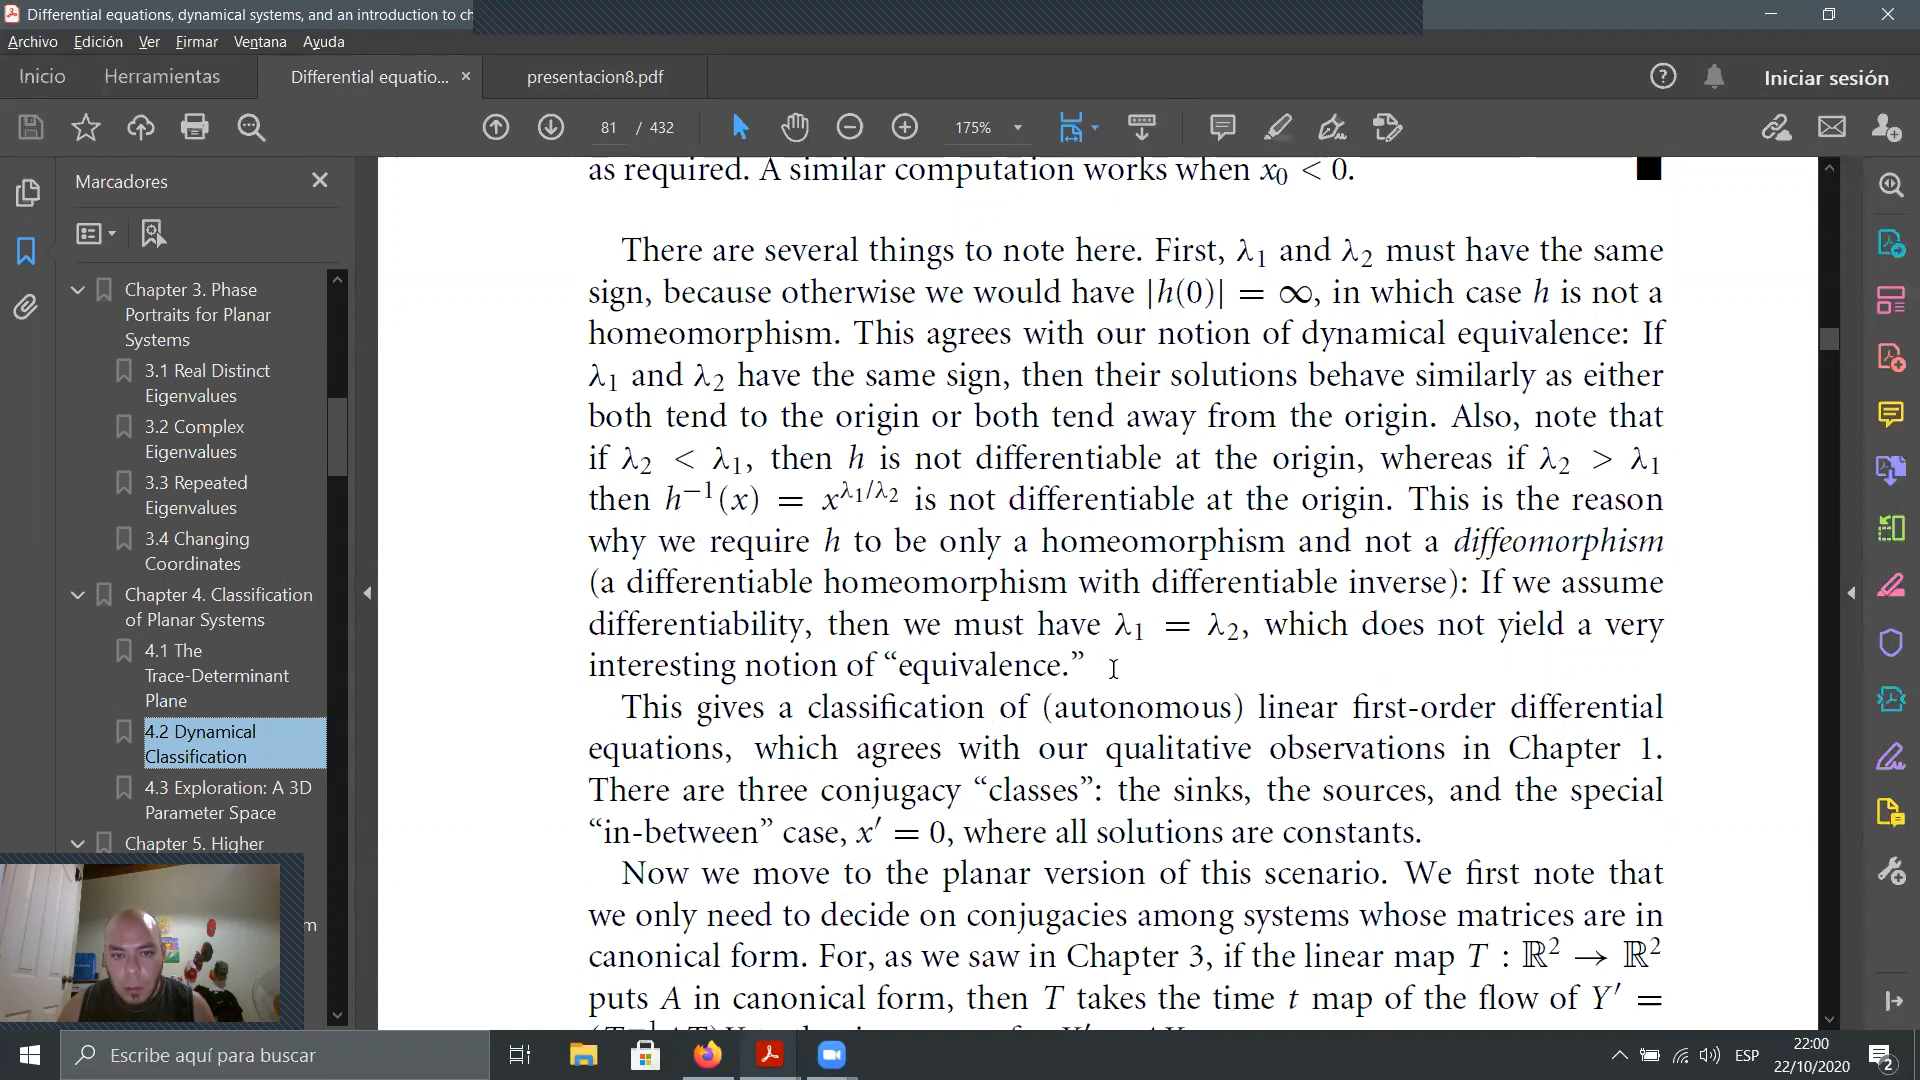 Differential equations, dynamical systems, and an introduction to ch
Archivo Edición Ver Firmar Ventana Ayuda
Inicio Herramientas Differential equatio... × presentacion8.pdf Iniciar sesión
81 / 432 175%
Marcadores
Chapter 3. Phase
Portraits for Planar
Systems
3.1 Real Distinct
Eigenvalues
3.2 Complex
Eigenvalues
3.3 Repeated
Eigenvalues
3.4 Changing
Coordinates
Chapter 4. Classification
of Planar Systems
4.1 The
Trace-Determinant
Plane
4.2 Dynamical
Classification
4.3 Exploration: A 3D
Parameter Space
Chapter 5. Higher
as required. A similar computation works when x₀ < 0.
There are several things to note here. First, λ₁ and λ₂ must have the same
sign, because otherwise we would have |h(0)| = ∞, in which case h is not a
homeomorphism. This agrees with our notion of dynamical equivalence: If
λ₁ and λ₂ have the same sign, then their solutions behave similarly as either
both tend to the origin or both tend away from the origin. Also, note that
if λ₂ < λ₁, then h is not differentiable at the origin, whereas if λ₂ > λ₁
then h⁻¹(x) = x^{λ₁/λ₂} is not differentiable at the origin. This is the reason
why we require h to be only a homeomorphism and not a diffeomorphism
(a differentiable homeomorphism with differentiable inverse): If we assume
differentiability, then we must have λ₁ = λ₂, which does not yield a very
interesting notion of “equivalence.”
This gives a classification of (autonomous) linear first-order differential
equations, which agrees with our qualitative observations in Chapter 1.
There are three conjugacy “classes”: the sinks, the sources, and the special
“in-between” case, x′ = 0, where all solutions are constants.
Now we move to the planar version of this scenario. We first note that
we only need to decide on conjugacies among systems whose matrices are in
canonical form. For, as we saw in Chapter 3, if the linear map T : ℝ² → ℝ²
puts A in canonical form, then T takes the time t map of the flow of Y′ =
Escribe aquí para buscar
ESP
22:00
22/10/2020
2